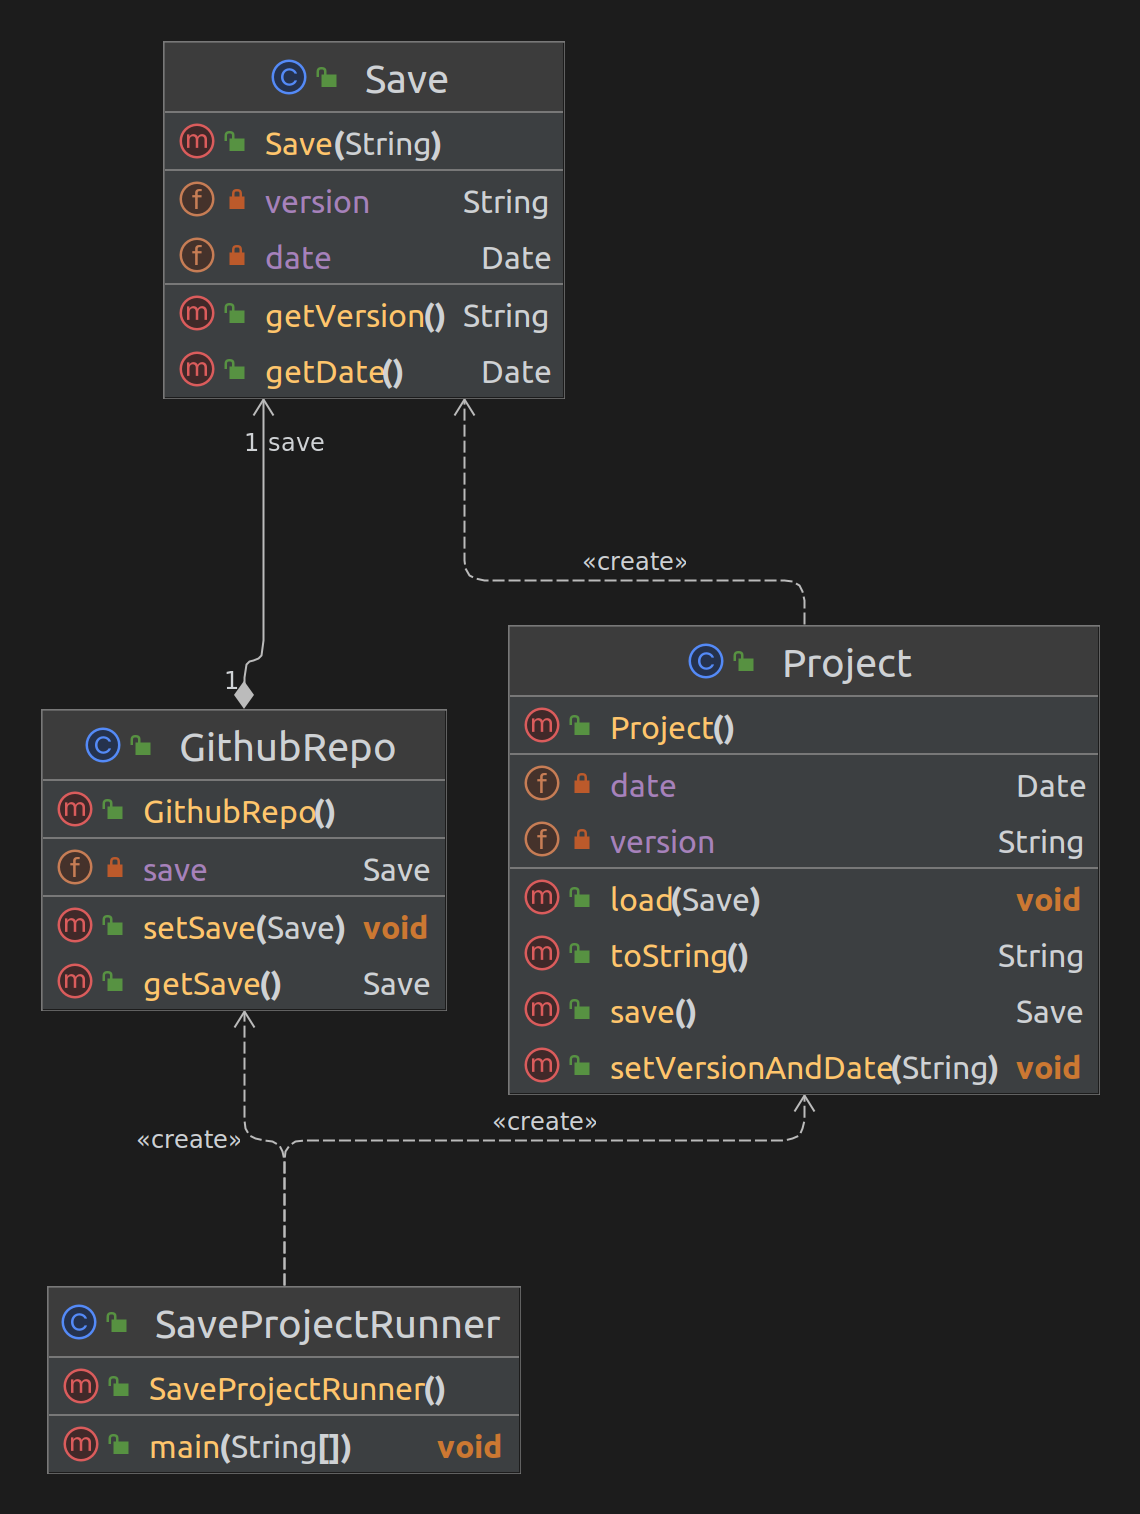 Save
Save(String)
version String
date Date
getVersion() String
getDate() Date
1 save
«create»
1
Project
Project()
date Date
version String
load(Save) void
toString() String
save() Save
setVersionAndDate(String) void
GithubRepo
GithubRepo()
save Save
setSave(Save) void
getSave() Save
«create»
«create»
SaveProjectRunner
SaveProjectRunner()
main(String[]) void